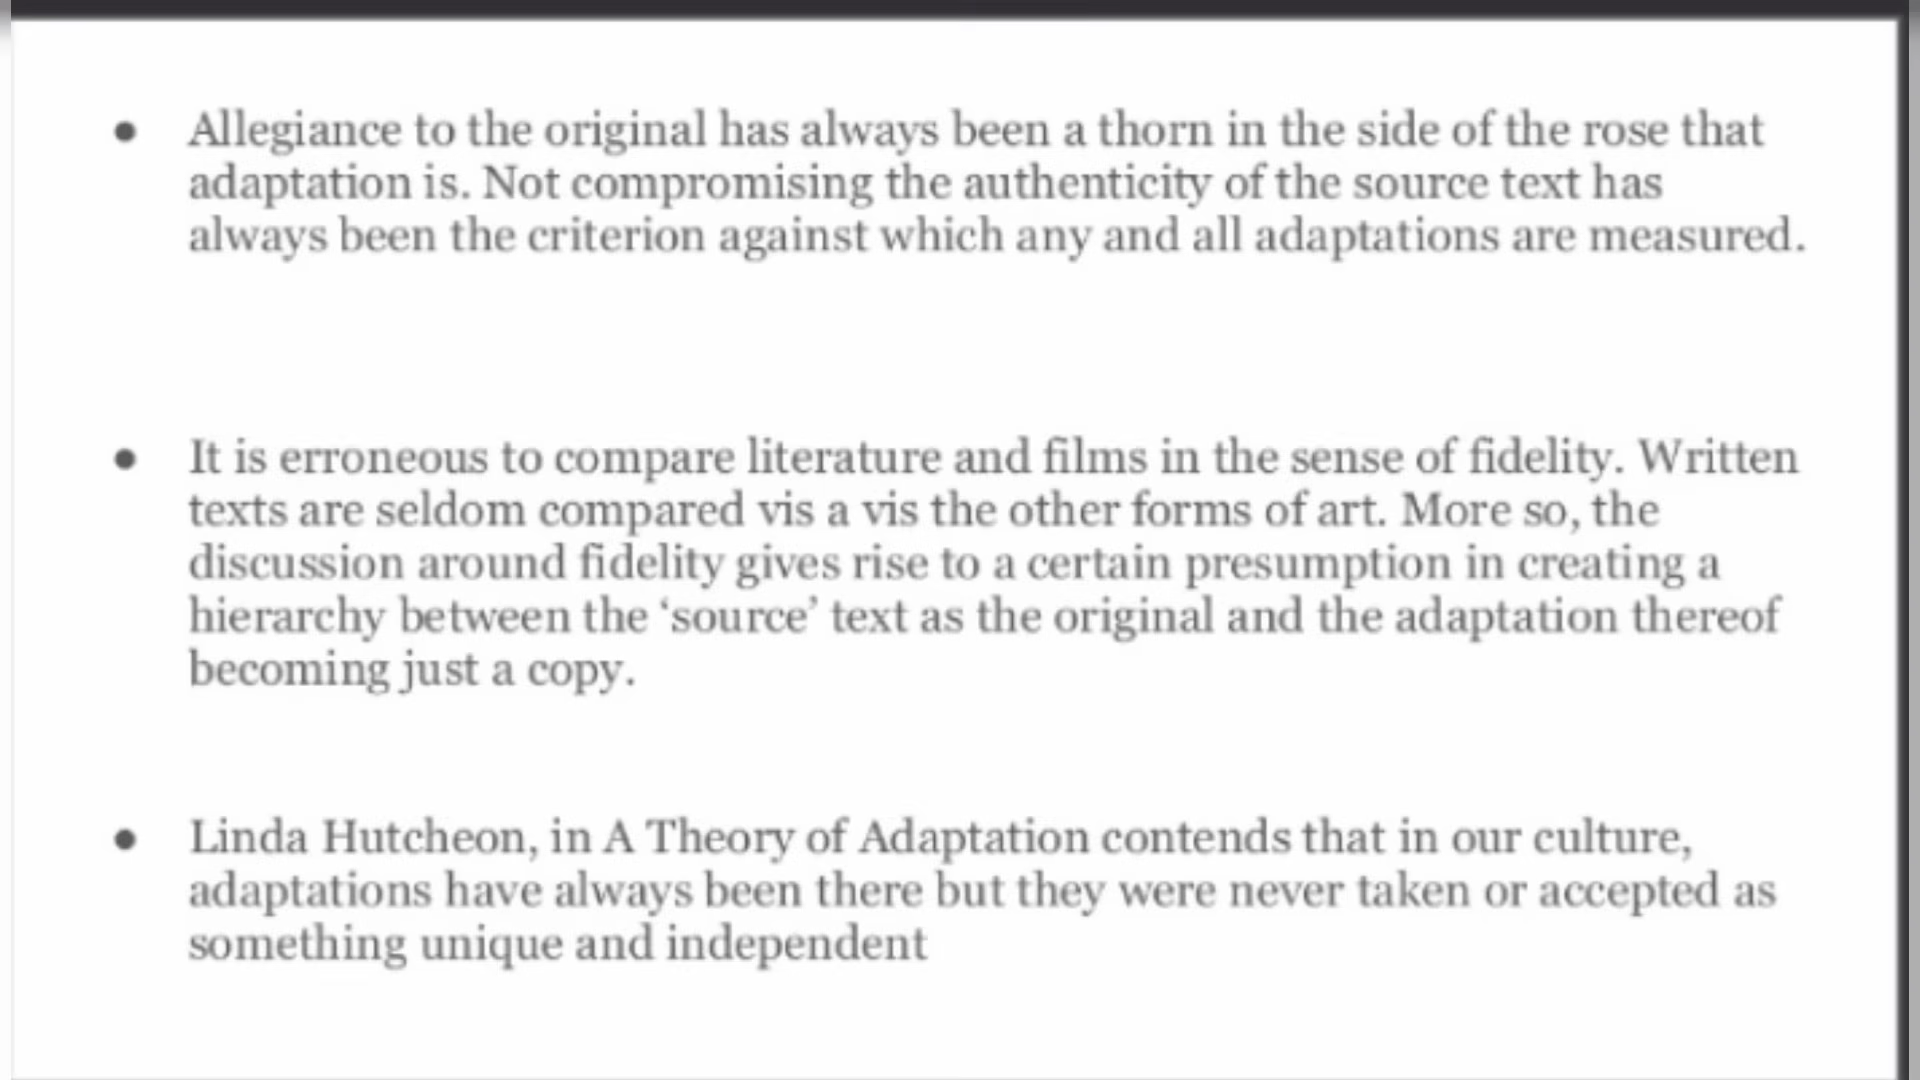 • Allegiance to the original has always been a thorn in the side of the rose that
adaptation is. Not compromising the authenticity of the source text has
always been the criterion against which any and all adaptations are measured.
• It is erroneous to compare literature and films in the sense of fidelity. Written
texts are seldom compared vis a vis the other forms of art. More so, the
discussion around fidelity gives rise to a certain presumption in creating a
hierarchy between the ‘source’ text as the original and the adaptation thereof
becoming just a copy.
• Linda Hutcheon, in A Theory of Adaptation contends that in our culture,
adaptations have always been there but they were never taken or accepted as
something unique and independent